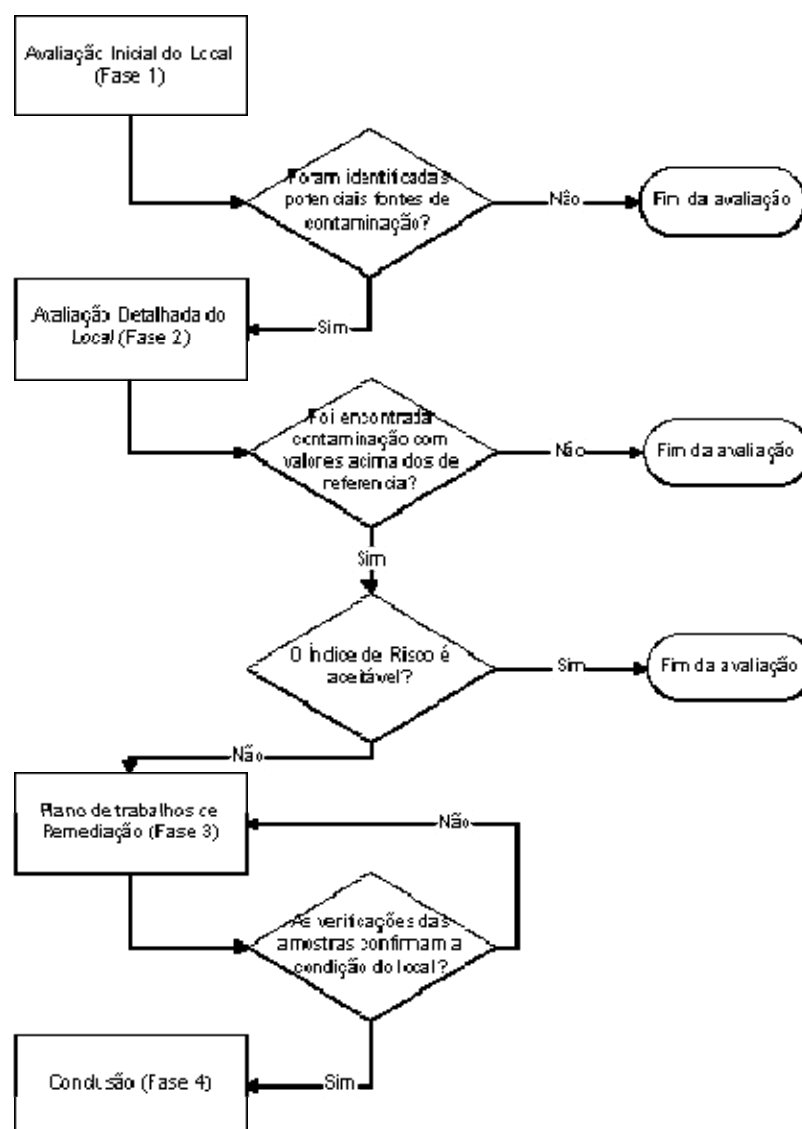 Avaliação Inicial do Local
(Fase 1)
Foram identificadas
potenciais fontes de
contaminação?
Não
Fim da avaliação
Avaliação Detalhada do
Local (Fase 2)
Sim
Foi encontrada
contaminação com
valores acima dos de
referencia?
Não
Fim da avaliação
Sim
O Índice de Risco é
aceitável?
Sim
Fim da avaliação
Não
Plano de trabalhos de
Remediação (Fase 3)
Não
As verificações das
amostras confirmam a
condição do local?
Conclusão (Fase 4)
Sim